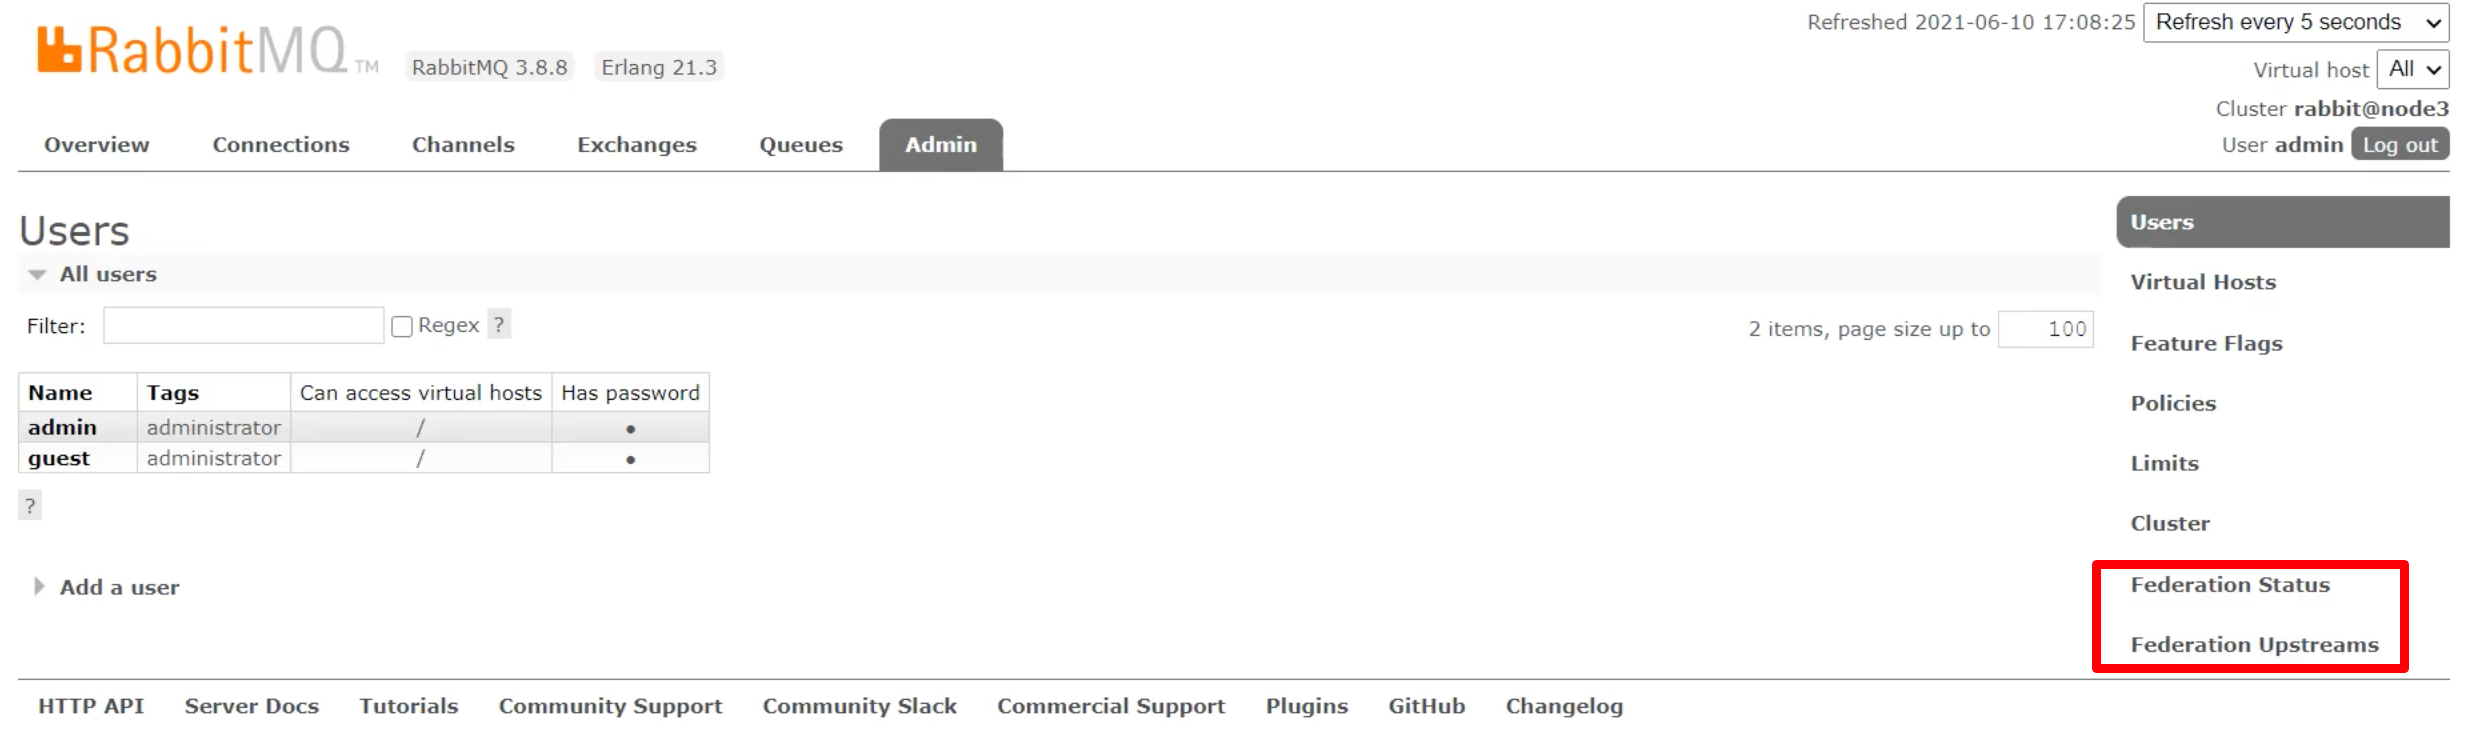 RabbitMQ TM RabbitMQ 3.8.8 Erlang 21.3
Refreshed 2021-06-10 17:08:25 Refresh every 5 seconds
Virtual host All
Cluster rabbit@node3
User admin Log out
Overview Connections Channels Exchanges Queues Admin
Users
All users
Filter: Regex ?
2 items, page size up to 100
Name Tags Can access virtual hosts Has password
admin administrator / ●
guest administrator / ●
?
Add a user
Users
Virtual Hosts
Feature Flags
Policies
Limits
Cluster
Federation Status
Federation Upstreams
HTTP API Server Docs Tutorials Community Support Community Slack Commercial Support Plugins GitHub Changelog